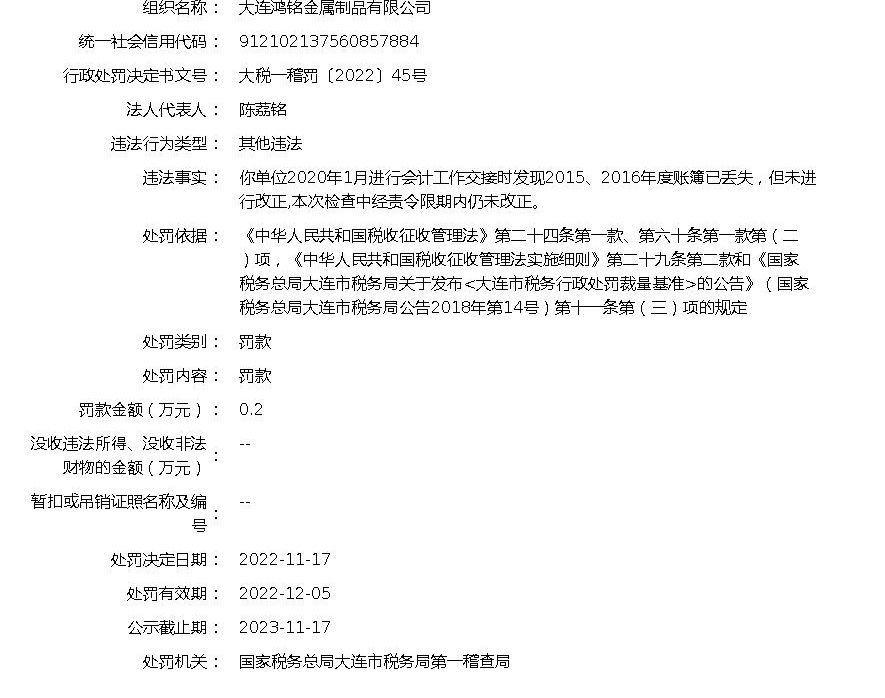 组织名称： 大连鸿铭金属制品有限公司
统一社会信用代码： 912102137560857884
行政处罚决定书文号： 大税一稽罚〔2022〕45号
法人代表人： 陈荔铭
违法行为类型： 其他违法
违法事实： 你单位2020年1月进行会计工作交接时发现2015、2016年度账簿已丢失，但未进
行改正,本次检查中经责令限期内仍未改正。
处罚依据： 《中华人民共和国税收征收管理法》第二十四条第一款、第六十条第一款第（二
）项，《中华人民共和国税收征收管理法实施细则》第二十九条第二款和《国家
税务总局大连市税务局关于发布<大连市税务行政处罚裁量基准>的公告》（国家
税务总局大连市税务局公告2018年第14号）第十一条第（三）项的规定
处罚类别： 罚款
处罚内容： 罚款
罚款金额（万元）： 0.2
没收违法所得、没收非法
财物的金额（万元）： --
暂扣或吊销证照名称及编
号： --
处罚决定日期： 2022-11-17
处罚有效期： 2022-12-05
公示截止期： 2023-11-17
处罚机关： 国家税务总局大连市税务局第一稽查局